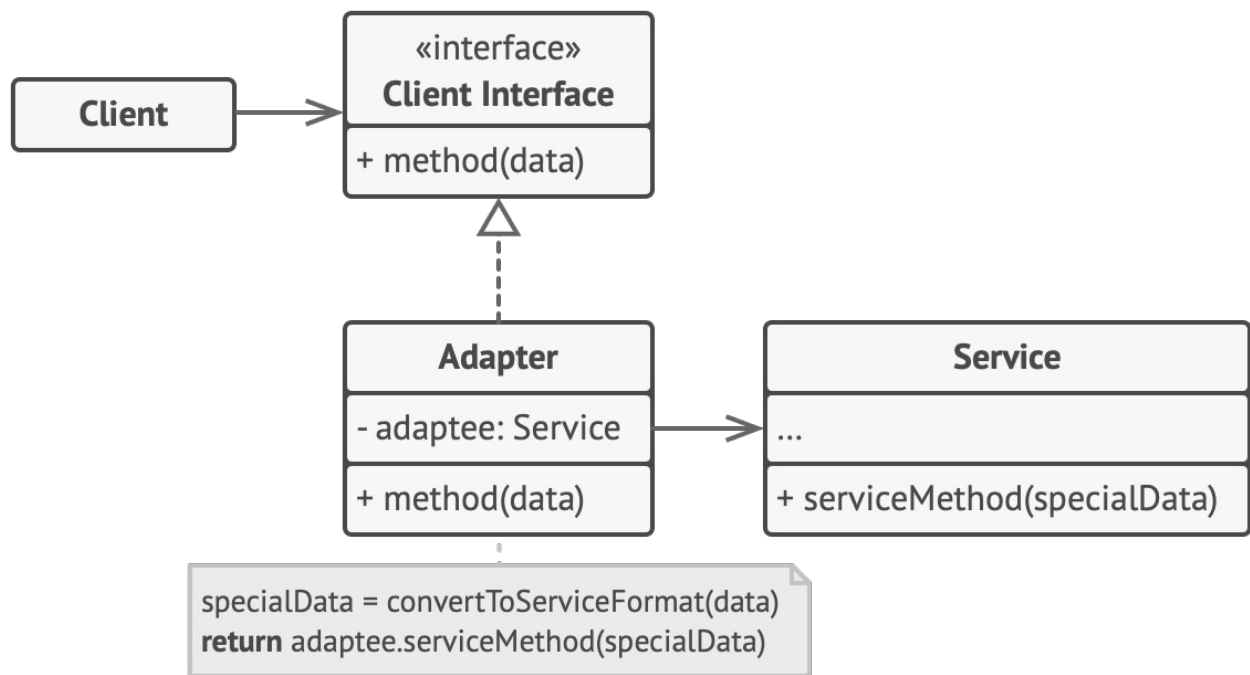 Client
«interface»
Client Interface
+ method(data)
Adapter
- adaptee: Service
+ method(data)
Service
...
+ serviceMethod(specialData)
specialData = convertToServiceFormat(data)
return adaptee.serviceMethod(specialData)